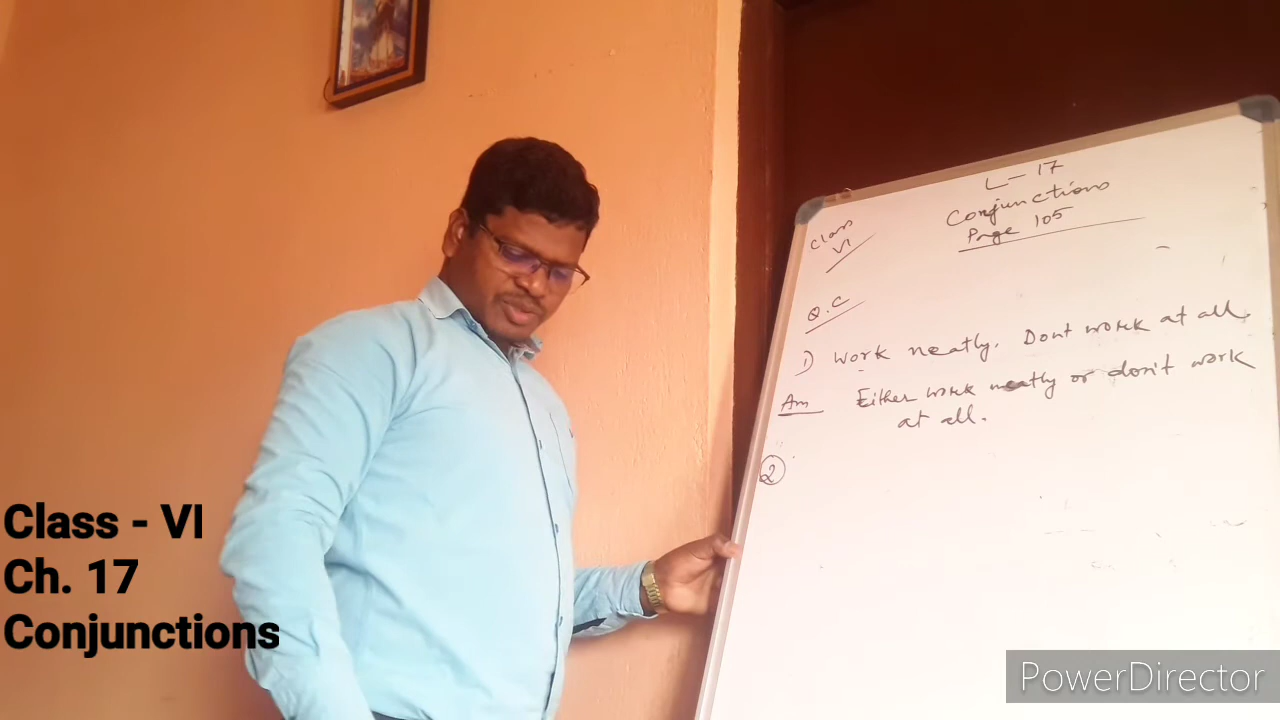 L-17
Conjunctions
Page 105
Class
VI
Q.C
1) Work neatly. Dont work at all.
Ans Either work neatly or don't work
at all.
2
Class - VI
Ch. 17
Conjunctions
PowerDirector